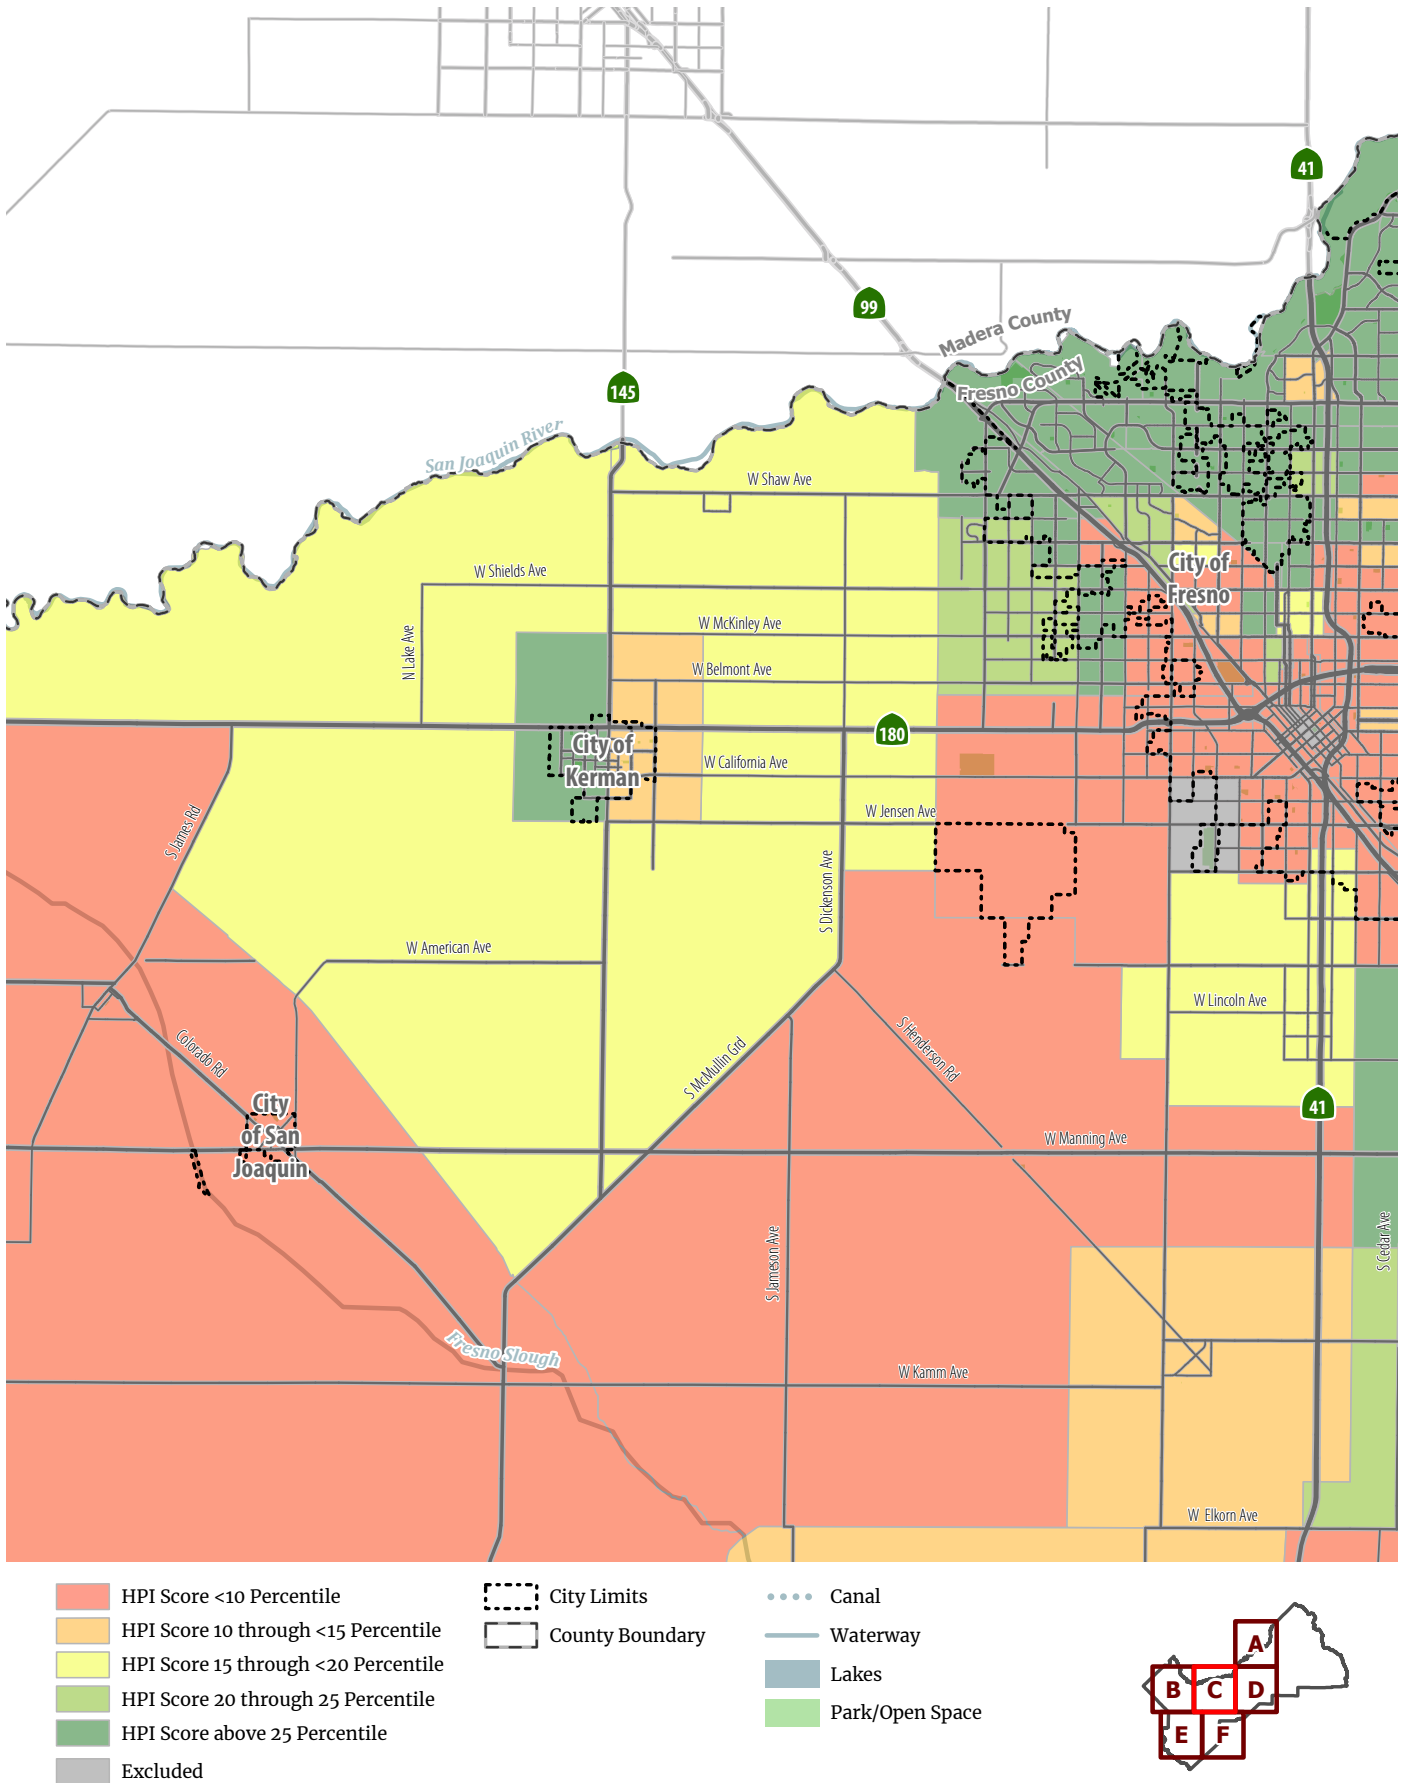 41
99
Madera County
Fresno County
145
San Joaquin River
W Shaw Ave
City of
Fresno
W Shields Ave
N Lake Ave
W McKinley Ave
W Belmont Ave
180
City of
Kerman
W California Ave
W Jensen Ave
S James Rd
S Dickenson Ave
W American Ave
W Lincoln Ave
S Henderson Rd
Colorado Rd
S McMullin Grd
City
of San
Joaquin
41
W Manning Ave
S Cedar Ave
S Jameson Ave
Fresno Slough
W Kamm Ave
W Elkorn Ave
HPI Score <10 Percentile
HPI Score 10 through <15 Percentile
HPI Score 15 through <20 Percentile
HPI Score 20 through 25 Percentile
HPI Score above 25 Percentile
Excluded
City Limits
County Boundary
Canal
Waterway
Lakes
Park/Open Space
A
B C D
E F